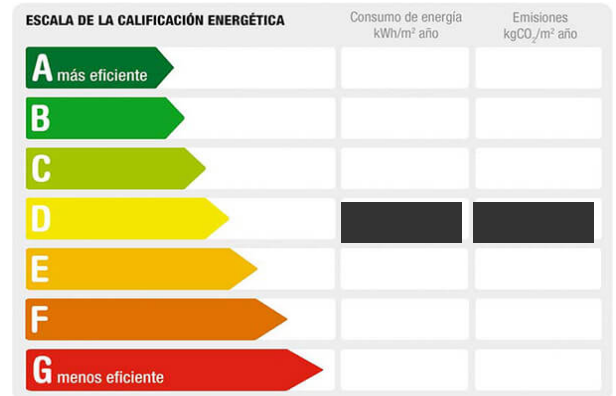 ESCALA DE LA CALIFICACIÓN ENERGÉTICA
Consumo de energía
kWh/m² año
Emisiones
kgCO₂/m² año
A más eficiente
B
C
D
E
F
G menos eficiente